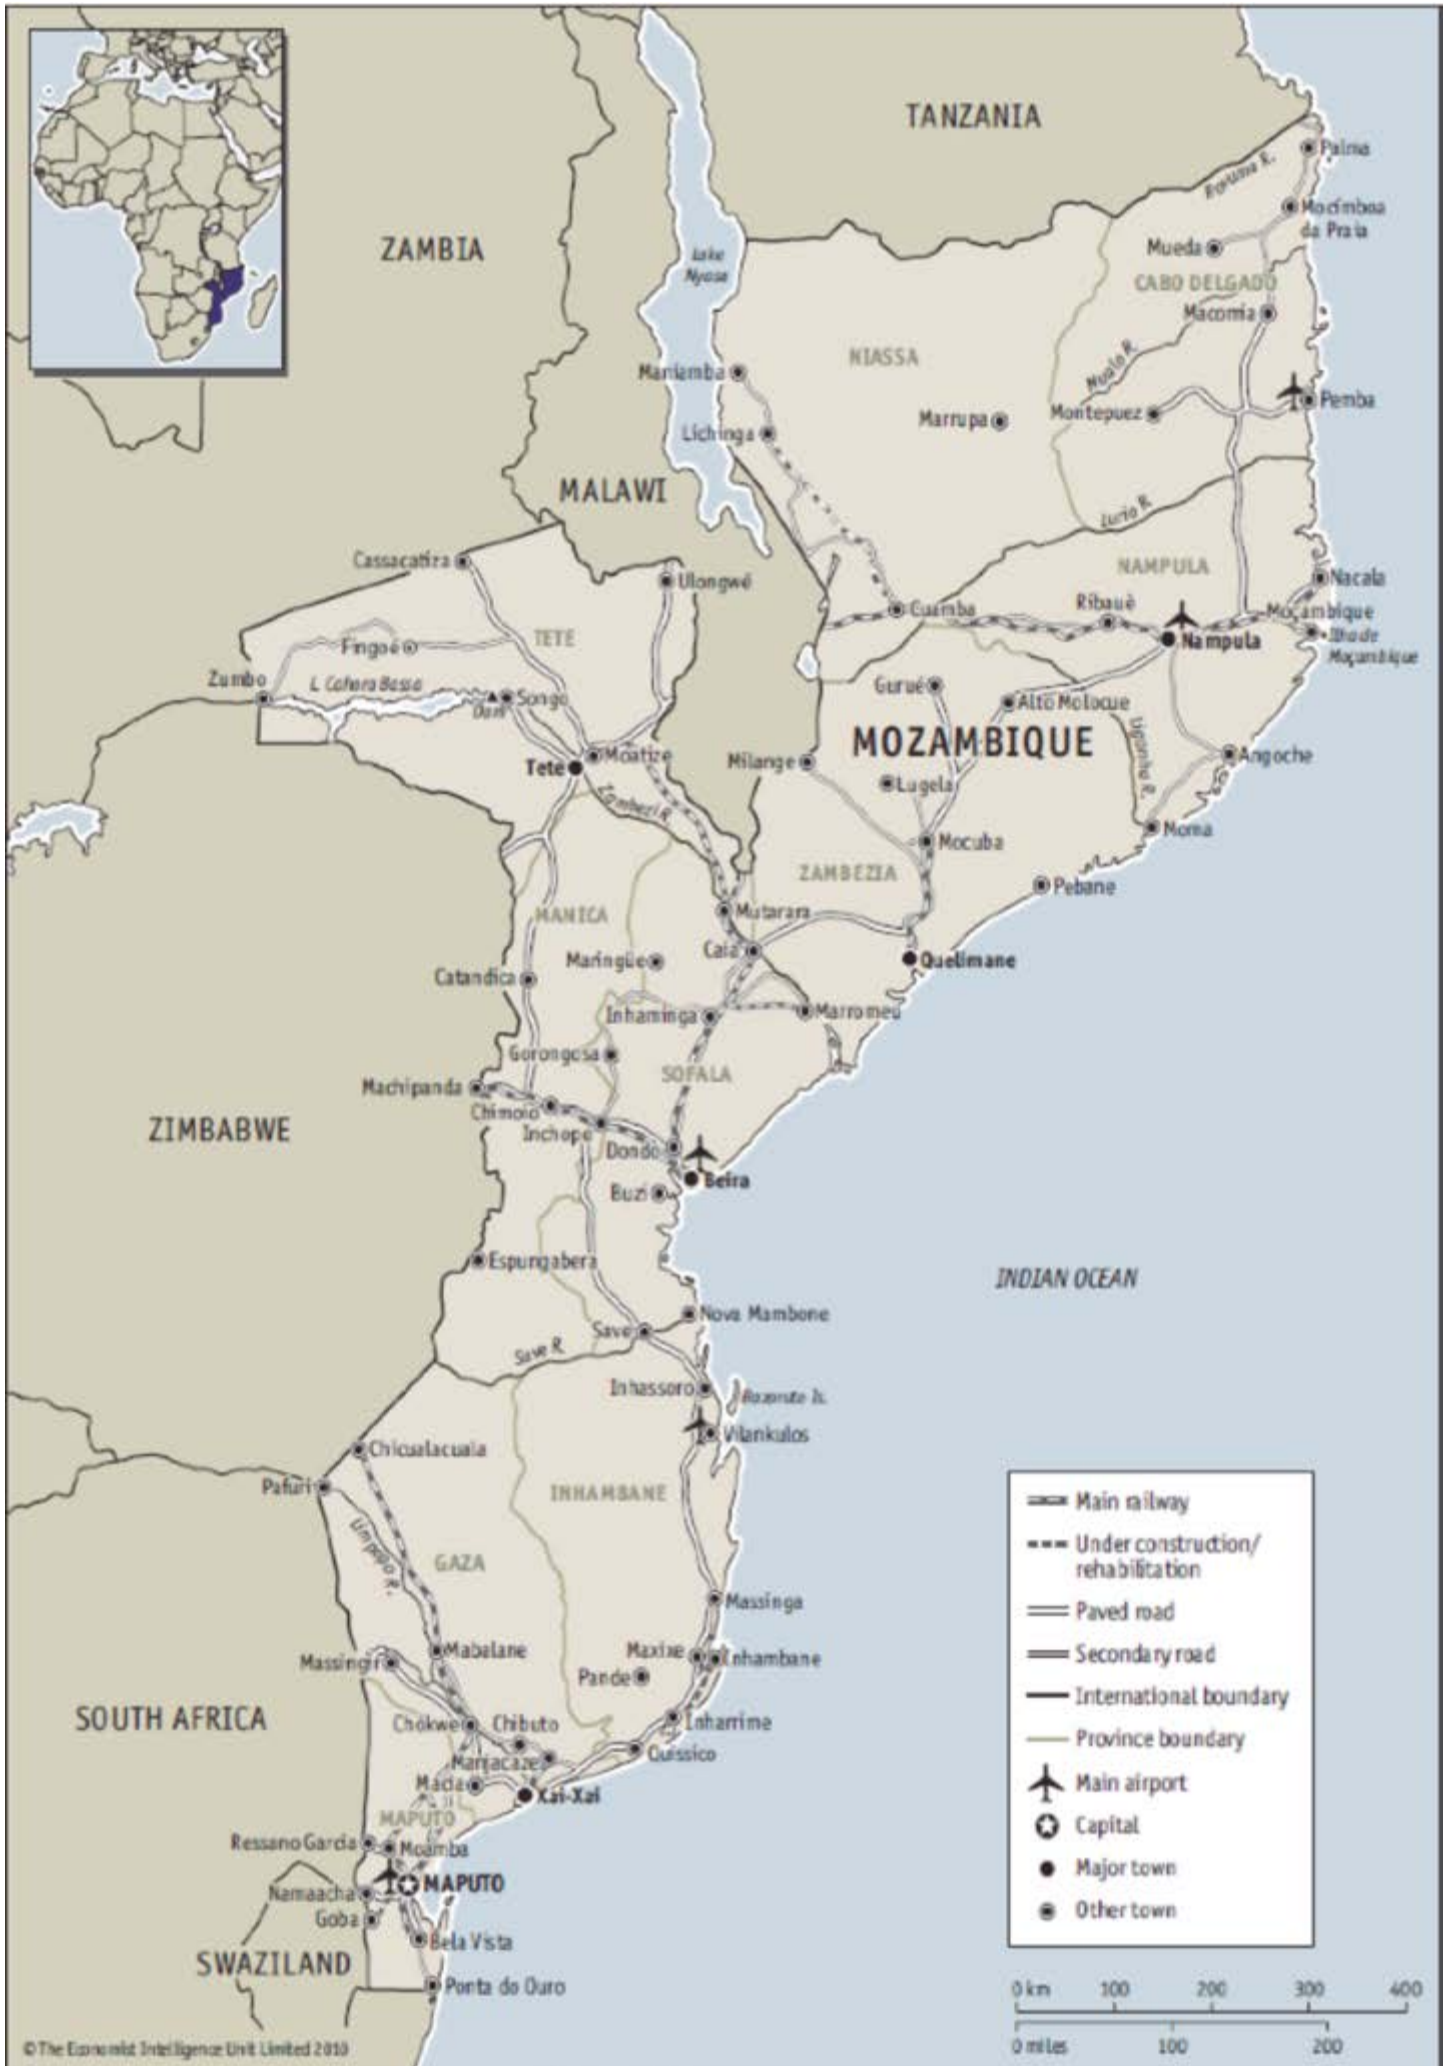 TANZANIA
Palma
Rovuma R.
Mocímboa
da Praia
ZAMBIA
Mueda
Lake
Nyasa
CABO DELGADO
Macomia
NIASSA
Maniamba
Pemba
Marrupa
Montepuez
Lichinga
MALAWI
Lurio R.
Cassacatiza
NAMPULA
Ulongwé
Nacala
Cuamba
Ribauè
Moçambique
TETE
Fingoé
Nampula
Ilha de
Moçambique
Zumbo
L. Cahora Bassa
Gurué
Dam
Songo
Alto Molocue
MOZAMBIQUE
Moatize
Milange
Angoche
Tete
Lugela
Zambezi R.
Moma
Mocuba
ZAMBEZIA
Pebane
MANICA
Mutarara
Caia
Maringüe
Quelimane
Catandica
Inhaminga
Marromeu
Gorongosa
SOFALA
Machipanda
Chimoio
ZIMBABWE
Inchope
Dondo
Beira
Buzi
Espungabera
INDIAN OCEAN
Nova Mambone
Save
Save R.
Inhassoro
Bazaruto Is.
Vilankulos
Chicualacuala
Pafuri
INHAMBANE
Limpopo R.
GAZA
Massinga
Mabalane
Maxixe
Inhambane
Massingir
Pande
SOUTH AFRICA
Chókwe
Chibuto
Inharrime
Manjacaze
Quissico
Macia
Xai-Xai
MAPUTO
Ressano Garcia
Moamba
MAPUTO
Namaacha
Goba
Bela Vista
SWAZILAND
Ponta do Ouro
Main railway
Under construction/
rehabilitation
Paved road
Secondary road
International boundary
Province boundary
Main airport
Capital
Major town
Other town
0 km 100 200 300 400
0 miles 100 200
© The Economist Intelligence Unit Limited 2010